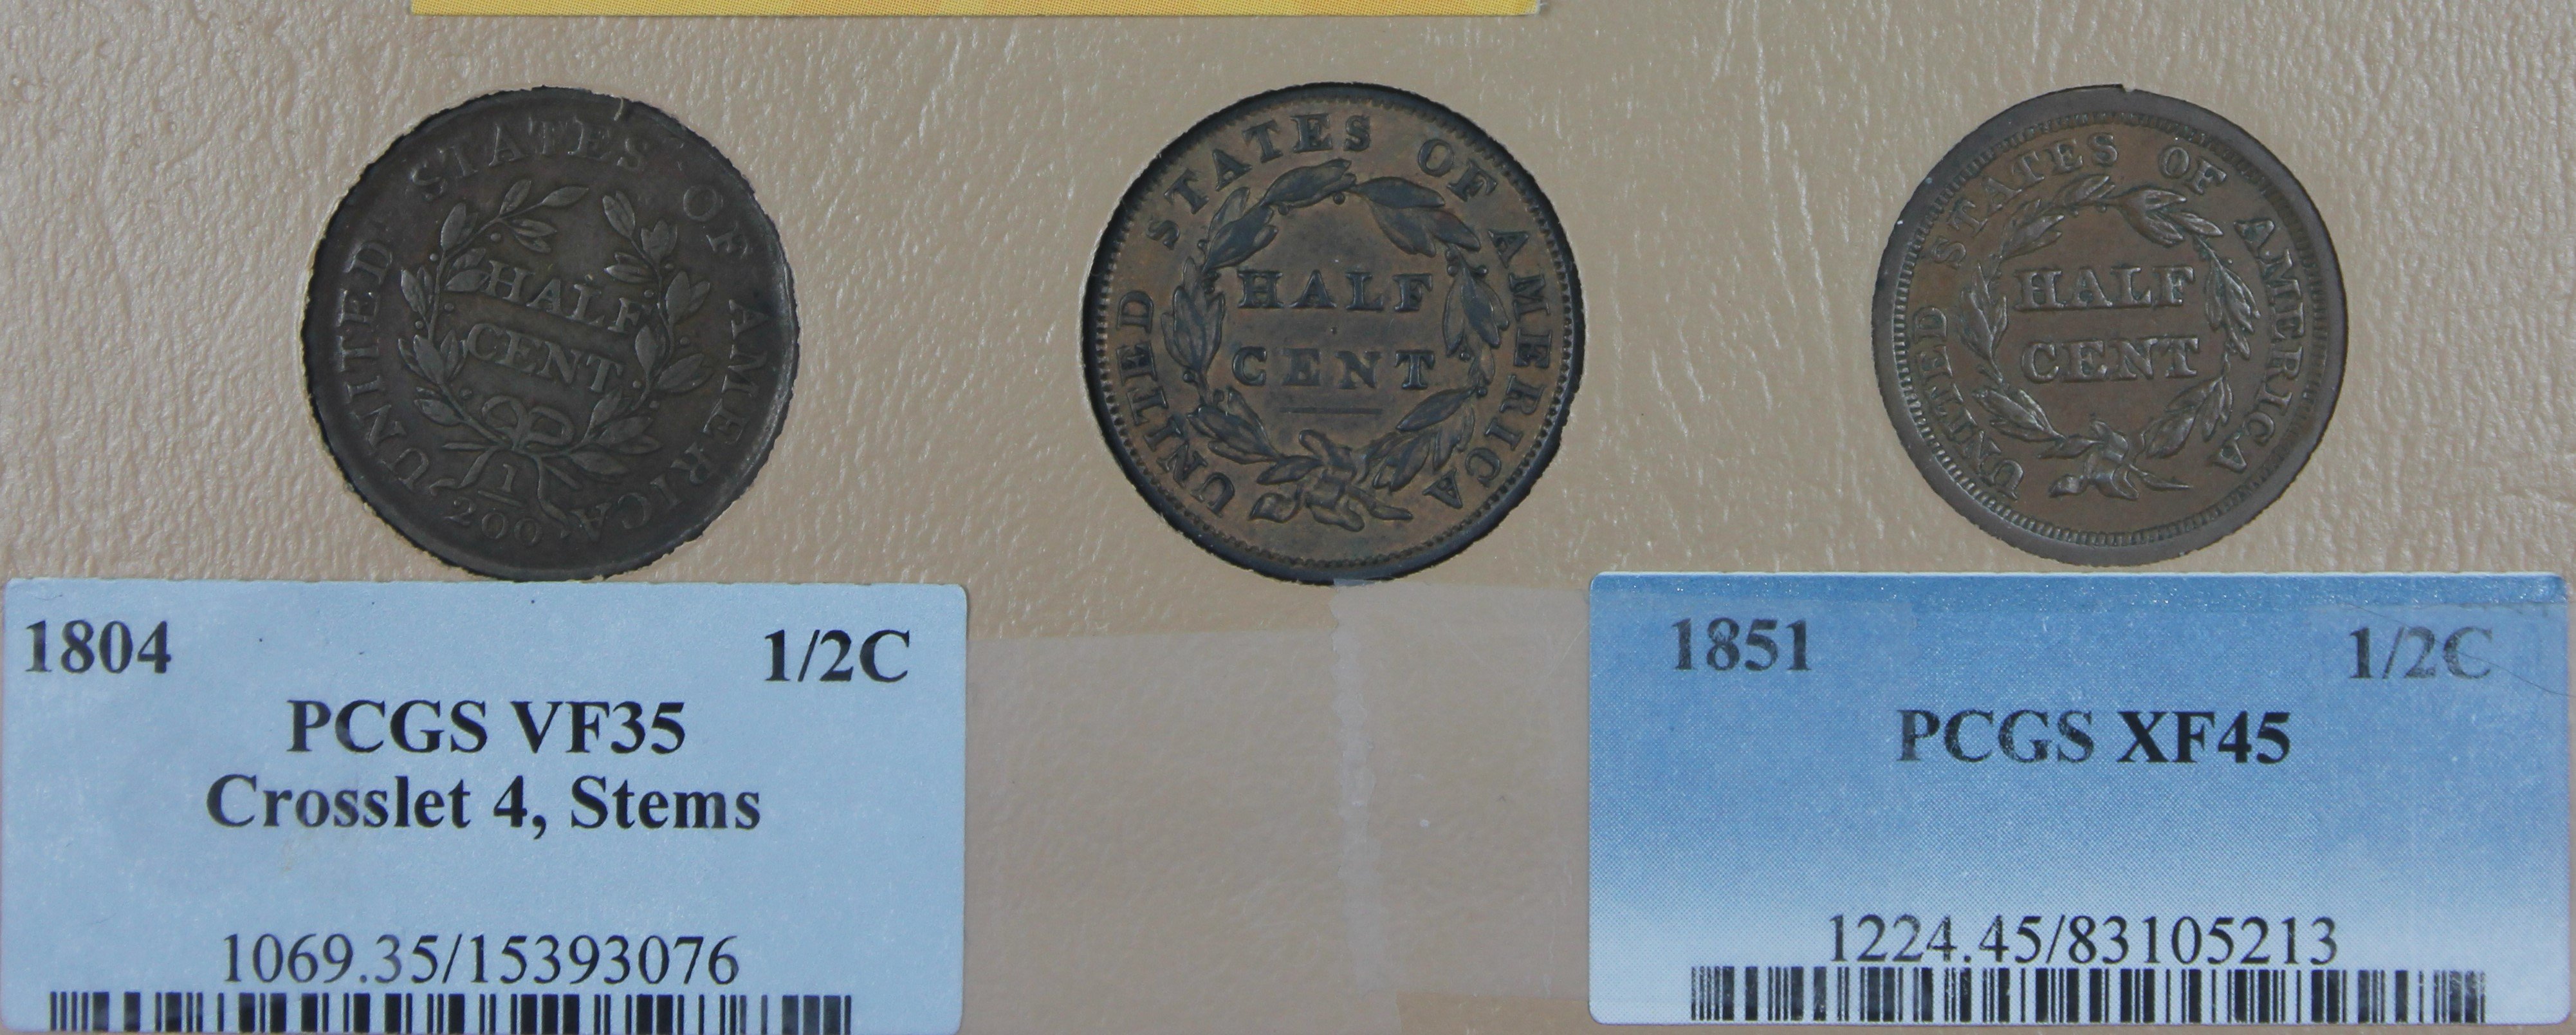 UNITED STATES OF AMERICA
HALF
CENT
1
200
UNITED STATES OF AMERICA
HALF
CENT
UNITED STATES OF AMERICA
HALF
CENT
1804 1/2C
PCGS VF35
Crosslet 4, Stems
1069.35/15393076
1851 1/2C
PCGS XF45
1224.45/83105213